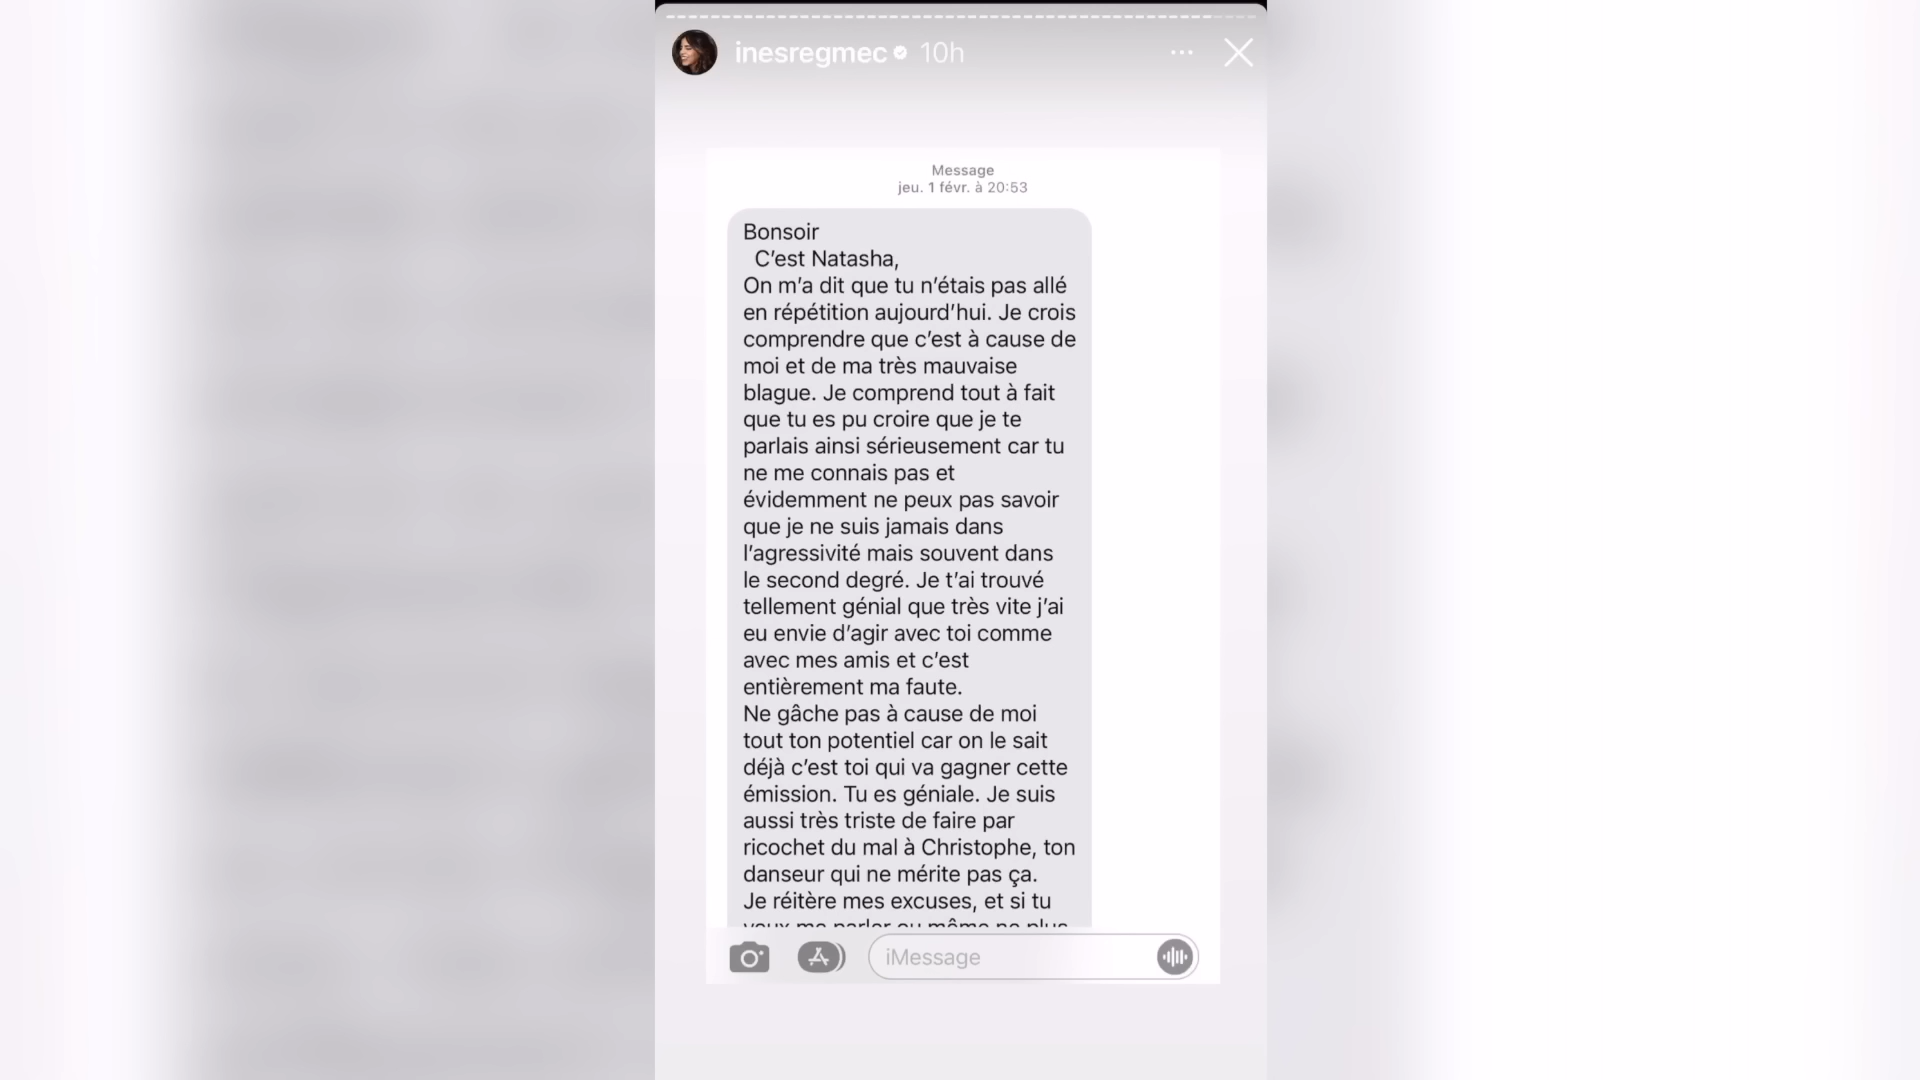 inesregmec 10h
Message
jeu. 1 févr. à 20:53
Bonsoir
C’est Natasha,
On m’a dit que tu n’étais pas allé
en répétition aujourd’hui. Je crois
comprendre que c’est à cause de
moi et de ma très mauvaise
blague. Je comprend tout à fait
que tu es pu croire que je te
parlais ainsi sérieusement car tu
ne me connais pas et
évidemment ne peux pas savoir
que je ne suis jamais dans
l’agressivité mais souvent dans
le second degré. Je t’ai trouvé
tellement génial que très vite j’ai
eu envie d’agir avec toi comme
avec mes amis et c’est
entièrement ma faute.
Ne gâche pas à cause de moi
tout ton potentiel car on le sait
déjà c’est toi qui va gagner cette
émission. Tu es géniale. Je suis
aussi très triste de faire par
ricochet du mal à Christophe, ton
danseur qui ne mérite pas ça.
Je réitère mes excuses, et si tu
veux me parler ou même ne plus
iMessage